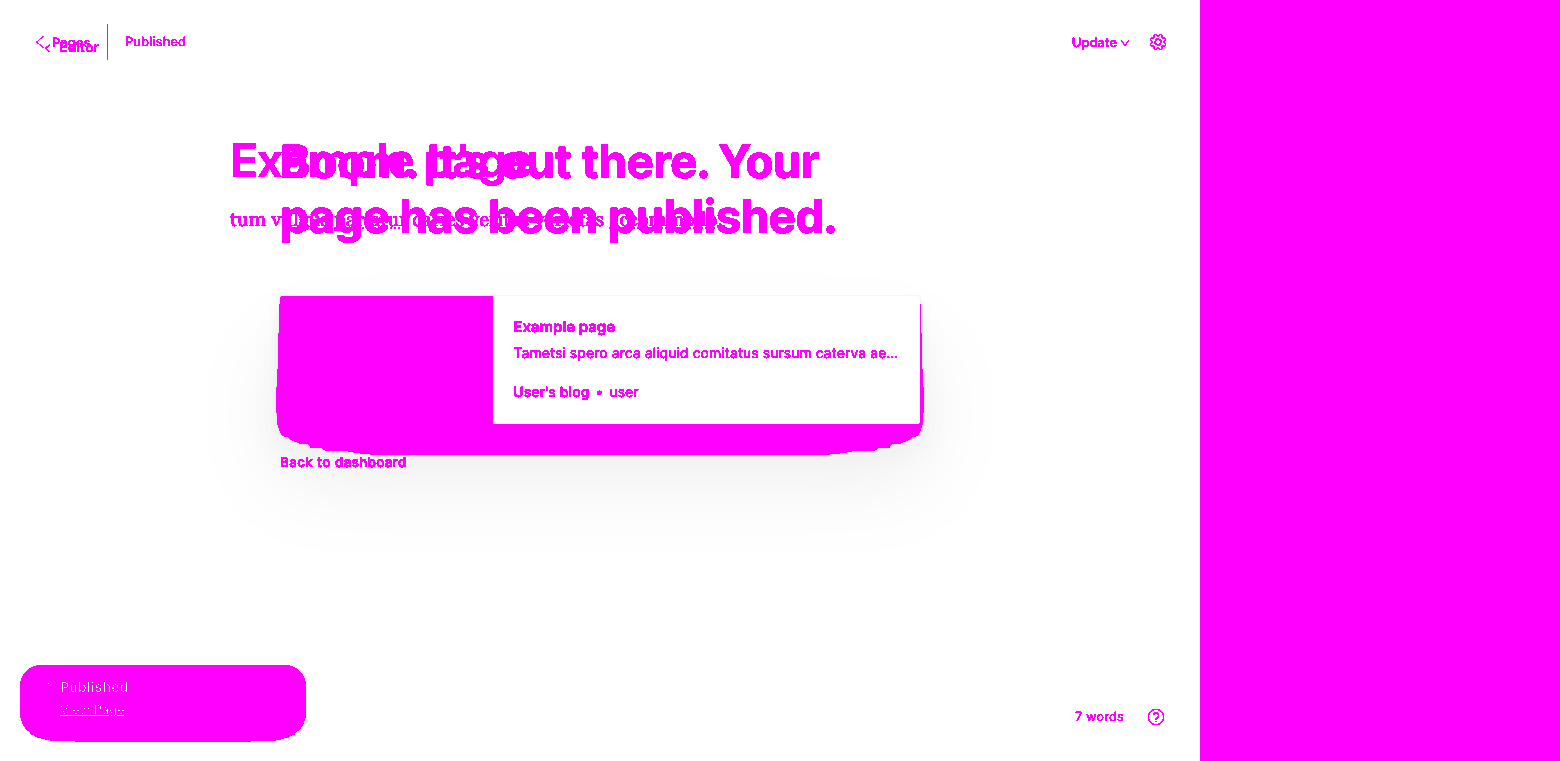 Pages
Editor
Published
Update
Example page
Boom. It's out there. Your
page has been published.
tum
Example page
Tametsi spero arca aliquid comitatus sursum caterva ae...
User's blog • user
Back to dashboard
Published
View Page
7 words